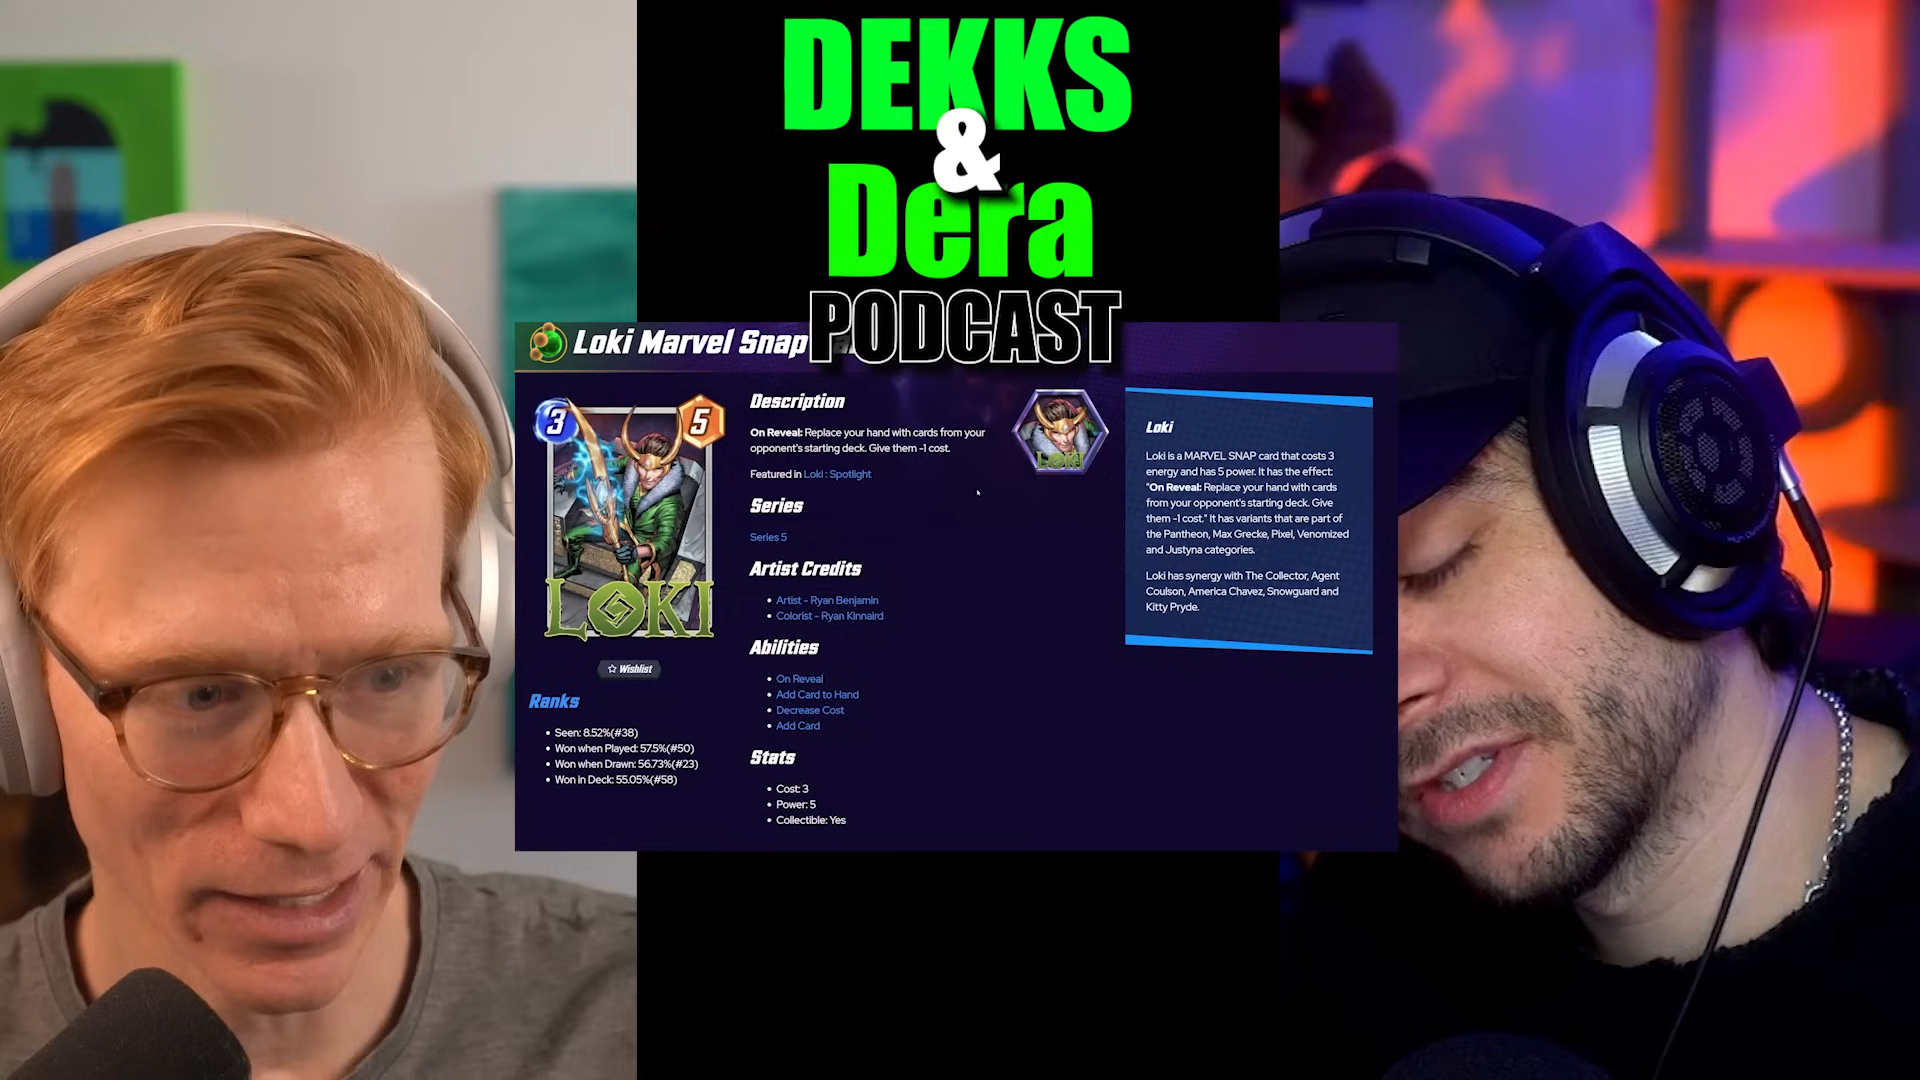 DEKKS
&
Dera
PODCAST
Loki Marvel Snap
3
5
LOKI
Wishlist
Ranks
Seen: 8.52%(#38)
Won when Played: 57.5%(#50)
Won when Drawn: 56.73%(#23)
Won in Deck: 55.05%(#58)
Description
On Reveal: Replace your hand with cards from your
opponent's starting deck. Give them -1 cost.
Featured in Loki : Spotlight
Series
Series 5
Artist Credits
Artist - Ryan Benjamin
Colorist - Ryan Kinnaird
Abilities
On Reveal
Add Card to Hand
Decrease Cost
Add Card
Stats
Cost: 3
Power: 5
Collectible: Yes
LOKI
Loki
Loki is a MARVEL SNAP card that costs 3
energy and has 5 power. It has the effect:
"On Reveal: Replace your hand with cards
from your opponent's starting deck. Give
them -1 cost." It has variants that are part of
the Pantheon, Max Grecke, Pixel, Venomized
and Justyna categories.
Loki has synergy with The Collector, Agent
Coulson, America Chavez, Snowguard and
Kitty Pryde.